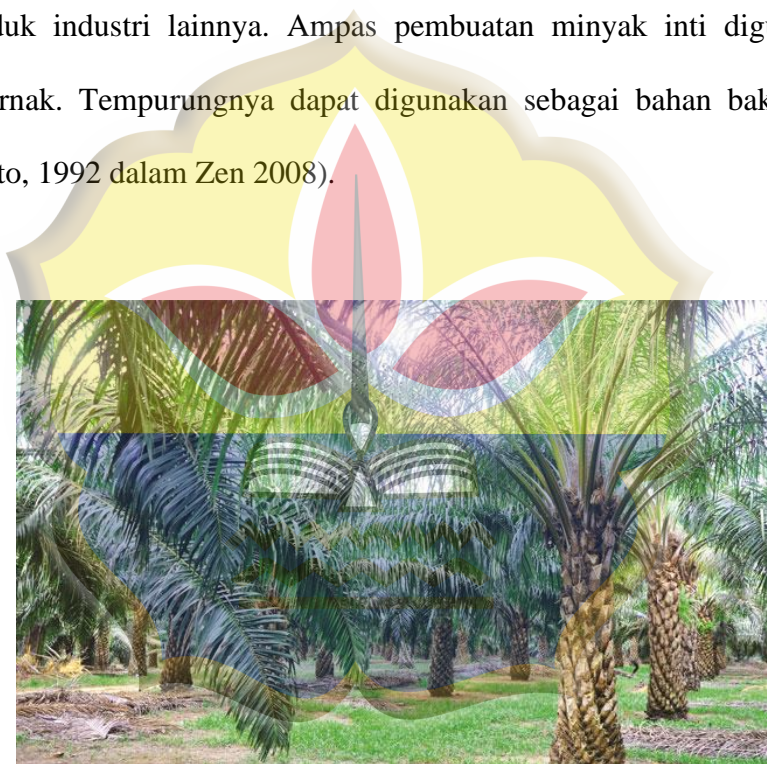 duk industri lainnya. Ampas pembuatan minyak inti dig
rnak. Tempurungnya dapat digunakan sebagai bahan bak
to, 1992 dalam Zen 2008).